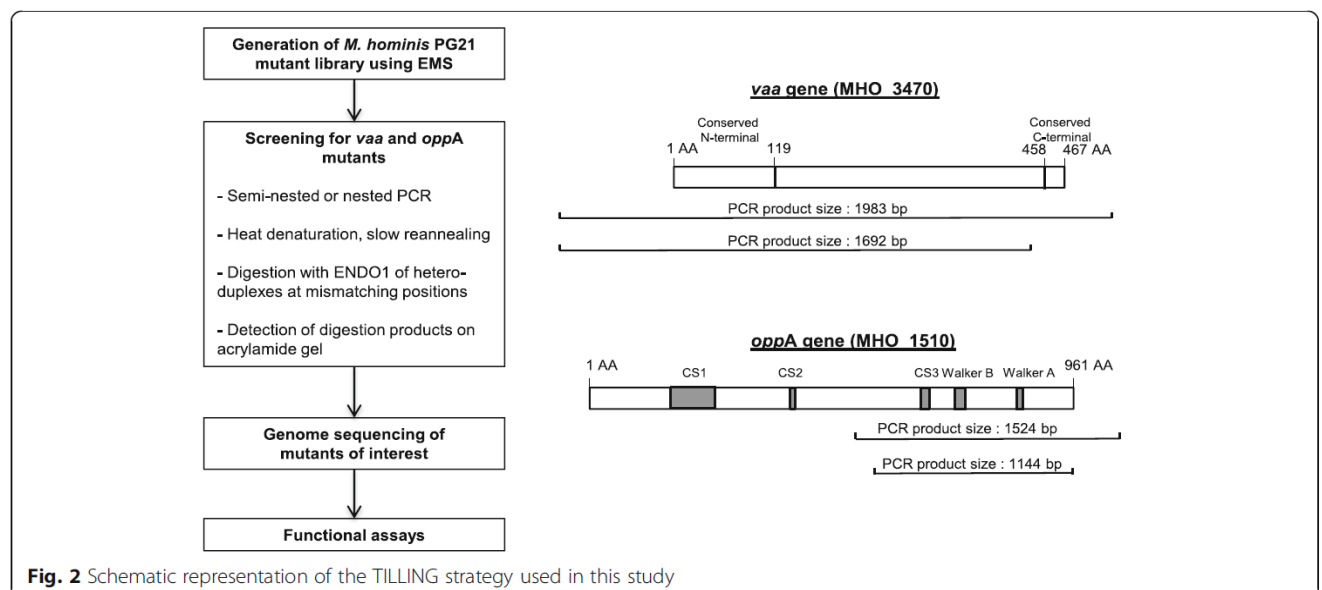 Generation of M. hominis PG21
mutant library using EMS
Screening for vaa and oppA
mutants
- Semi-nested or nested PCR
- Heat denaturation, slow reannealing
- Digestion with ENDO1 of hetero-
duplexes at mismatching positions
- Detection of digestion products on
acrylamide gel
Genome sequencing of
mutants of interest
Functional assays
vaa gene (MHO_3470)
Conserved
N-terminal
Conserved
C-terminal
1 AA
119
458
467 AA
PCR product size : 1983 bp
PCR product size : 1692 bp
oppA gene (MHO_1510)
1 AA
CS1
CS2
CS3
Walker B
Walker A
961 AA
PCR product size : 1524 bp
PCR product size : 1144 bp
Fig. 2 Schematic representation of the TILLING strategy used in this study